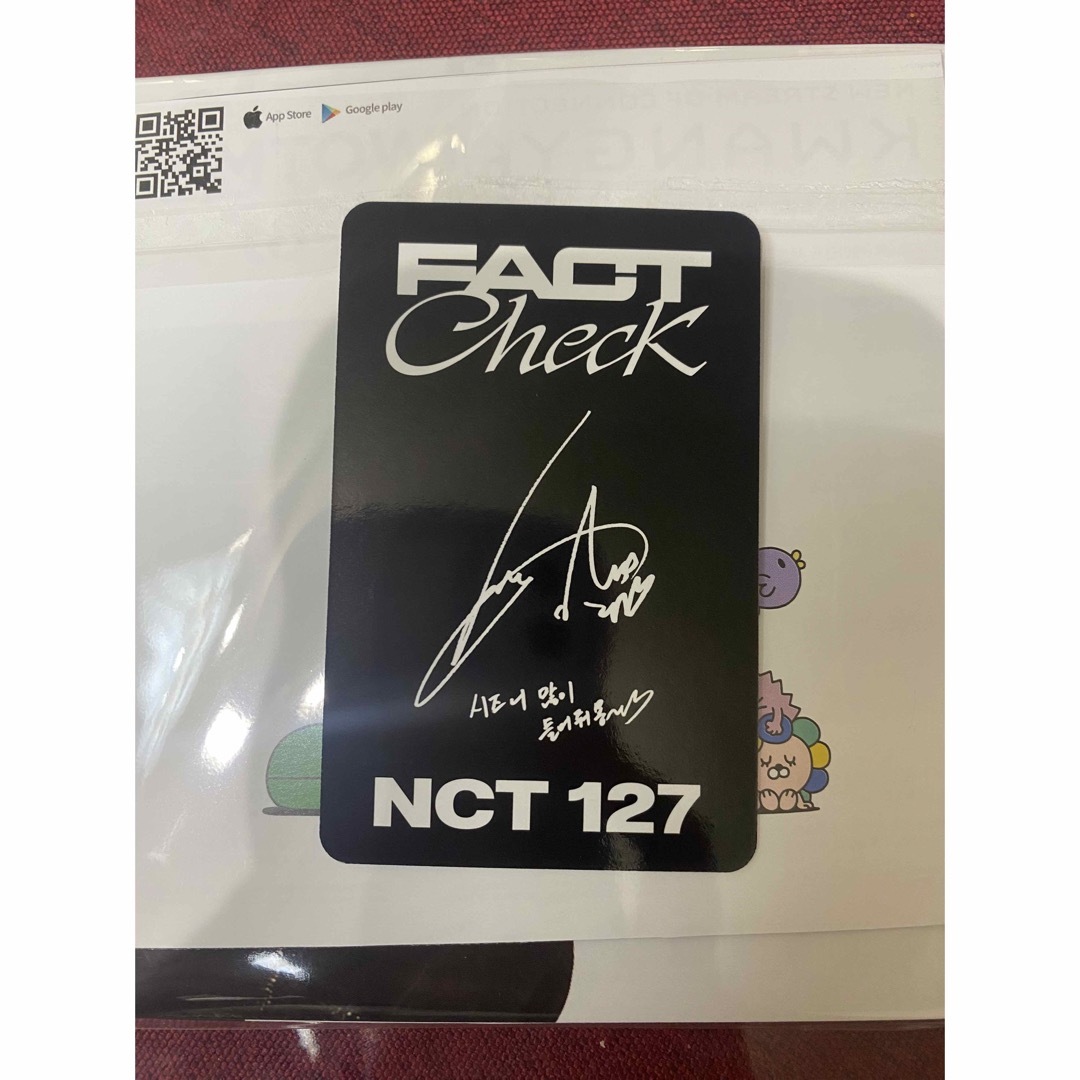 App Store
Google play
FACT
Check
시즈니 많이
들어줘용~
NCT 127